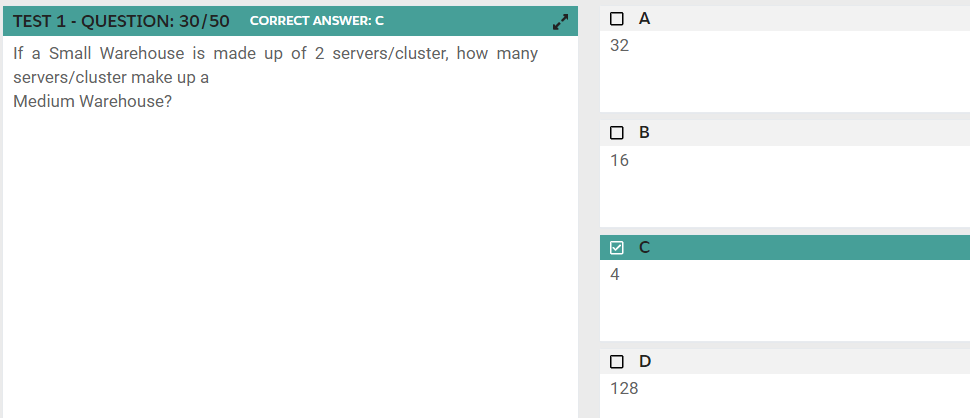 TEST 1 - QUESTION: 30/50 CORRECT ANSWER: C
If a Small Warehouse is made up of 2 servers/cluster, how many
servers/cluster make up a
Medium Warehouse?
A
32
B
16
C
4
D
128